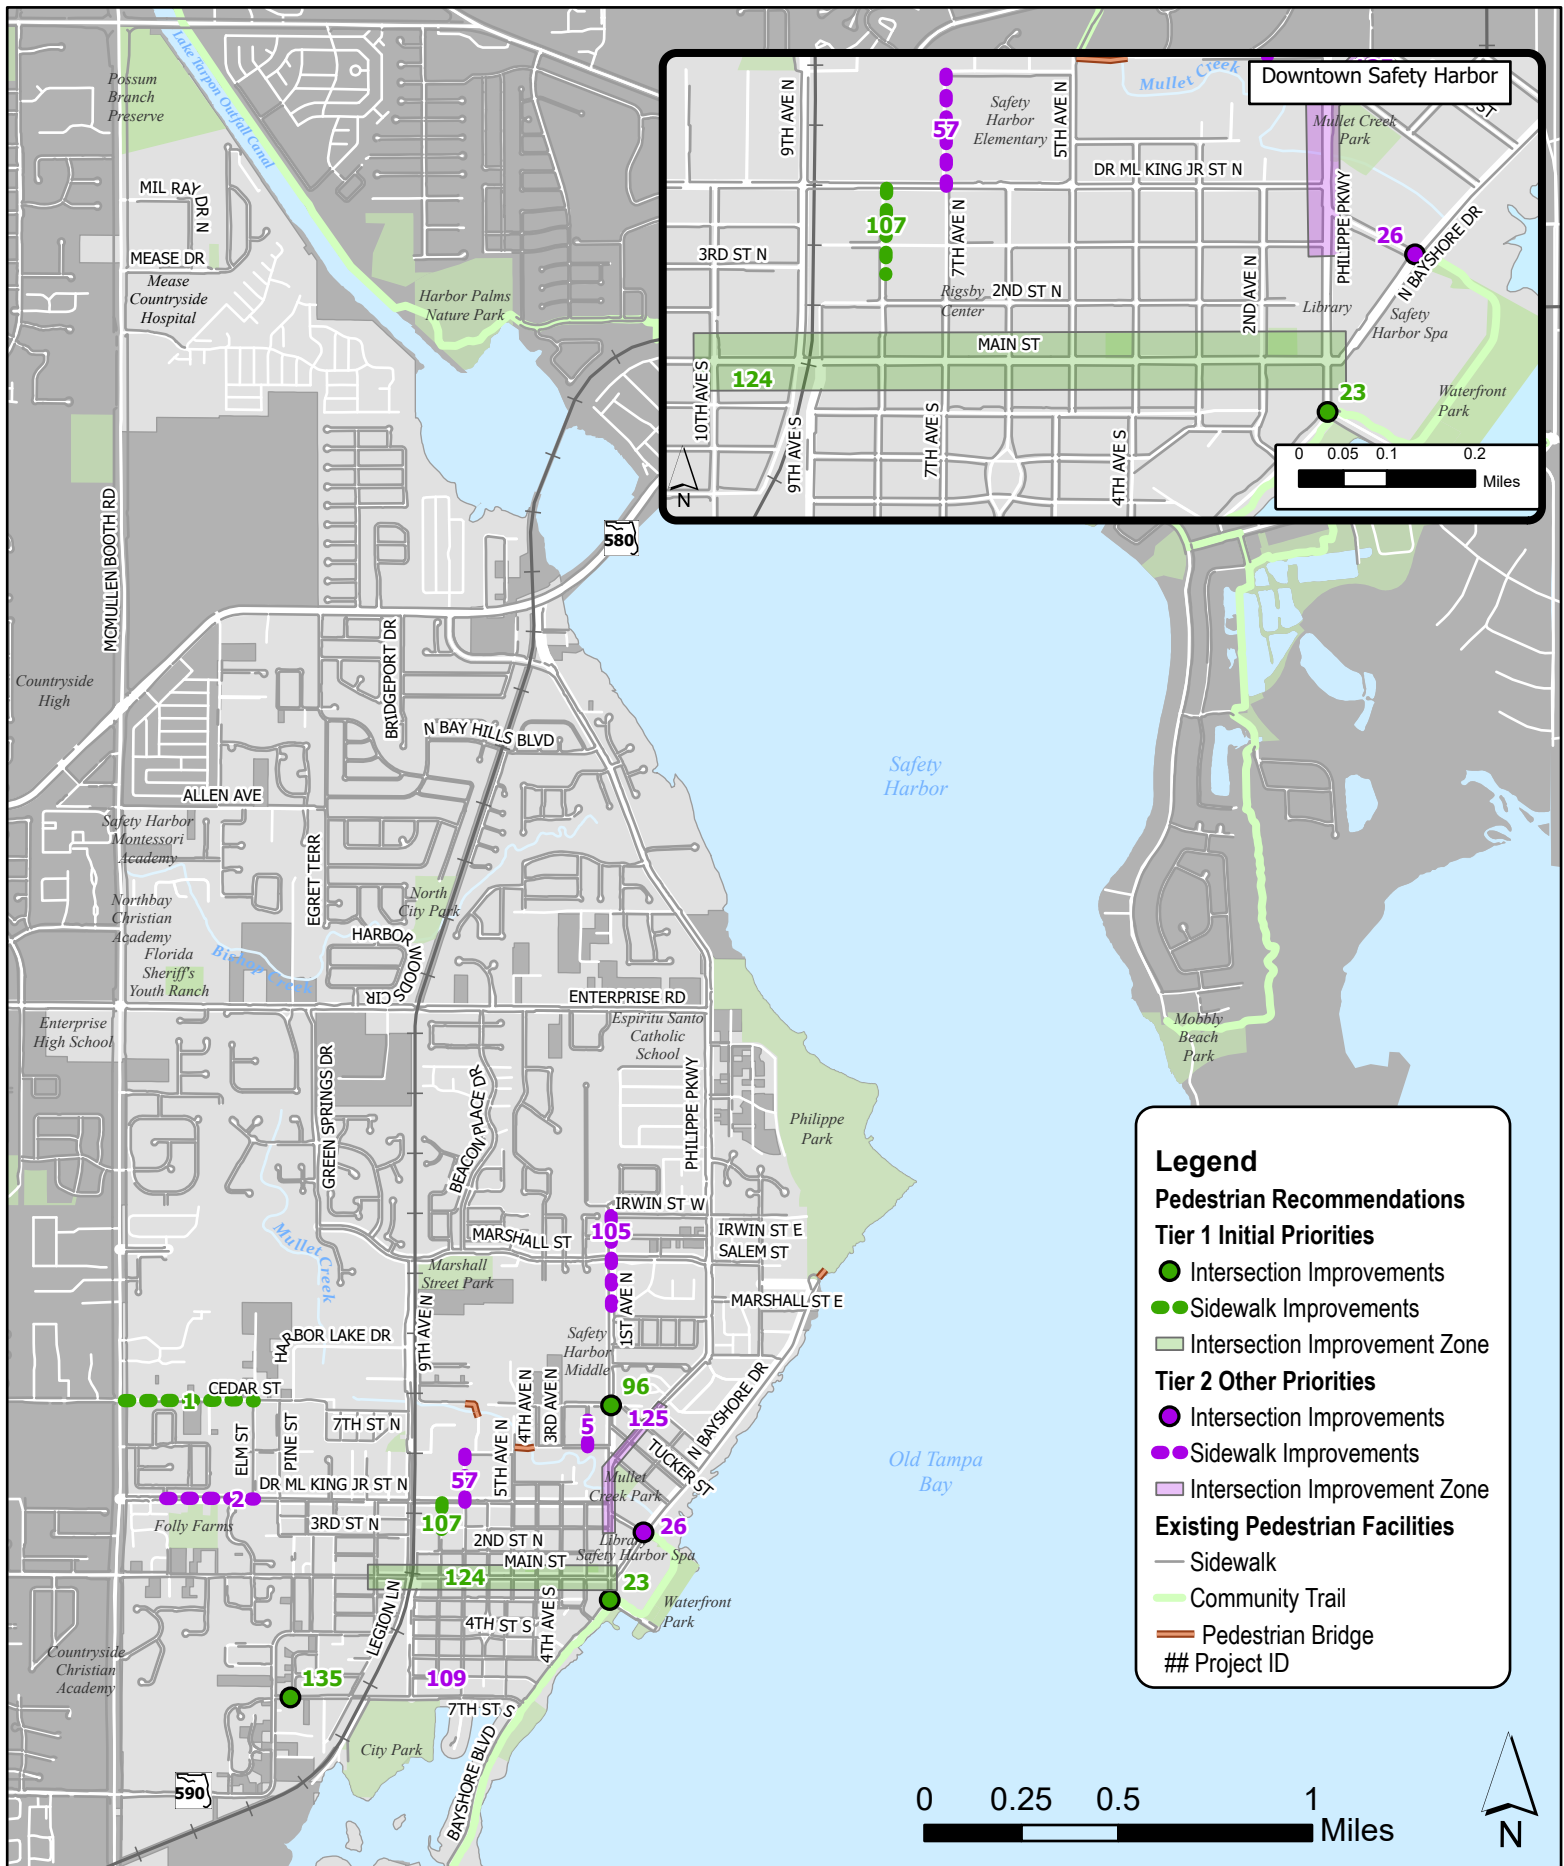 Lake Tarpon Outfall Canal
Possum
Branch
Preserve
MIL RAY DR N
MEASE DR
Mease
Countryside
Hospital
Harbor Palms
Nature Park
MCMULLEN BOOTH RD
580
Countryside
High
BRIDGEPORT DR
N BAY HILLS BLVD
ALLEN AVE
Safety Harbor
Montessori
Academy
EGRET TERR
Northbay
Christian
Academy
North
City Park
HARBOR WOODS CIR
Florida
Sheriff's
Youth Ranch
Bishop Creek
ENTERPRISE RD
Enterprise
High School
Espiritu Santo
Catholic
School
GREEN SPRINGS DR
BEACON PLACE DR
PHILIPPE PKWY
Philippe
Park
Safety
Harbor
Mobbly
Beach
Park
IRWIN ST W
105
IRWIN ST E
MARSHALL ST
SALEM ST
Mullet Creek
Marshall
Street Park
MARSHALL ST E
1ST AVE N
9TH AVE N
HARBOR LAKE DR
Safety
Harbor
Middle
CEDAR ST
1
96
125
5
4TH AVE N
3RD AVE N
5TH AVE N
7TH ST N
ELM ST
PINE ST
N BAYSHORE DR
TUCKER ST
Old Tampa
Bay
DR ML KING JR ST N
57
2
Mullet
Creek Park
Folly Farms
3RD ST N
107
2ND ST N
26
Library
Safety Harbor Spa
MAIN ST
124
23
LEGION LN
4TH ST S
4TH AVE S
Waterfront
Park
Countryside
Christian
Academy
135
109
7TH ST S
City Park
BAYSHORE BLVD
590
Downtown Safety Harbor
Mullet Creek
ST
9TH AVE N
57
Safety
Harbor
Elementary
5TH AVE N
Mullet Creek
Park
DR ML KING JR ST N
PHILIPPE PKWY
107
7TH AVE N
26
N BAYSHORE DR
3RD ST N
2ND AVE N
Rigsby
Center
2ND ST N
Library
Safety
Harbor Spa
MAIN ST
124
10TH AVE S
23
Waterfront
Park
9TH AVE S
7TH AVE S
4TH AVE S
N
0 0.05 0.1 0.2
Miles
Legend
Pedestrian Recommendations
Tier 1 Initial Priorities
Intersection Improvements
Sidewalk Improvements
Intersection Improvement Zone
Tier 2 Other Priorities
Intersection Improvements
Sidewalk Improvements
Intersection Improvement Zone
Existing Pedestrian Facilities
Sidewalk
Community Trail
Pedestrian Bridge
## Project ID
0 0.25 0.5 1
Miles
N